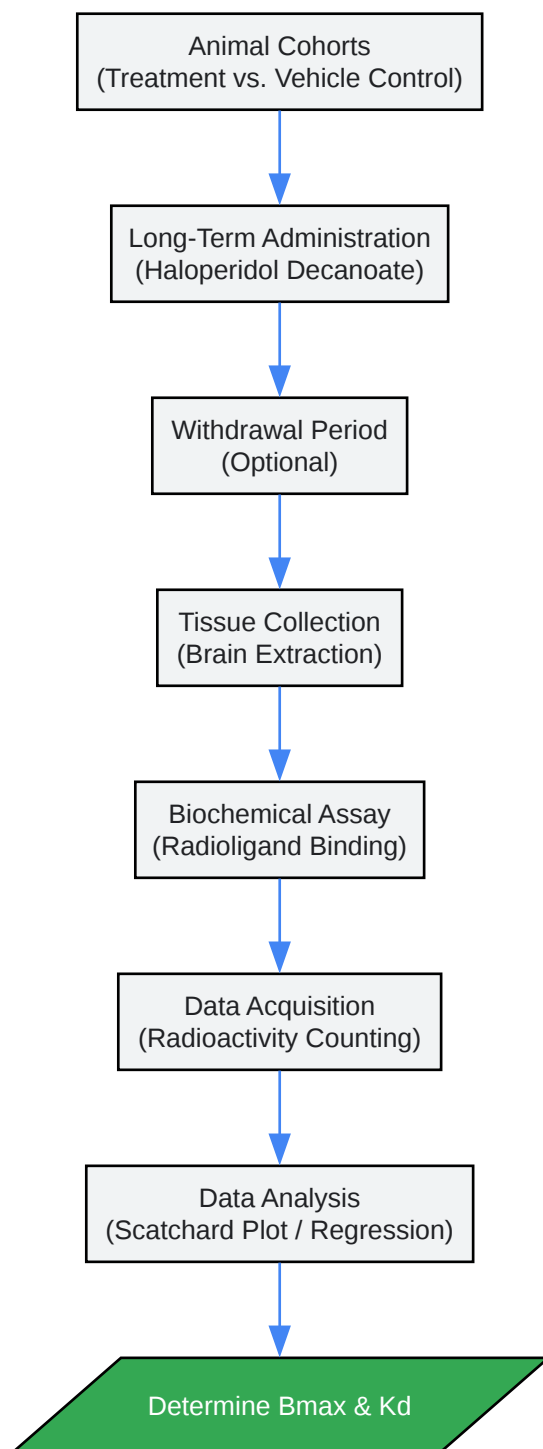 Animal Cohorts
(Treatment vs. Vehicle Control)
Long-Term Administration
(Haloperidol Decanoate)
Withdrawal Period
(Optional)
Tissue Collection
(Brain Extraction)
Biochemical Assay
(Radioligand Binding)
Data Acquisition
(Radioactivity Counting)
Data Analysis
(Scatchard Plot / Regression)
Determine Bmax & Kd